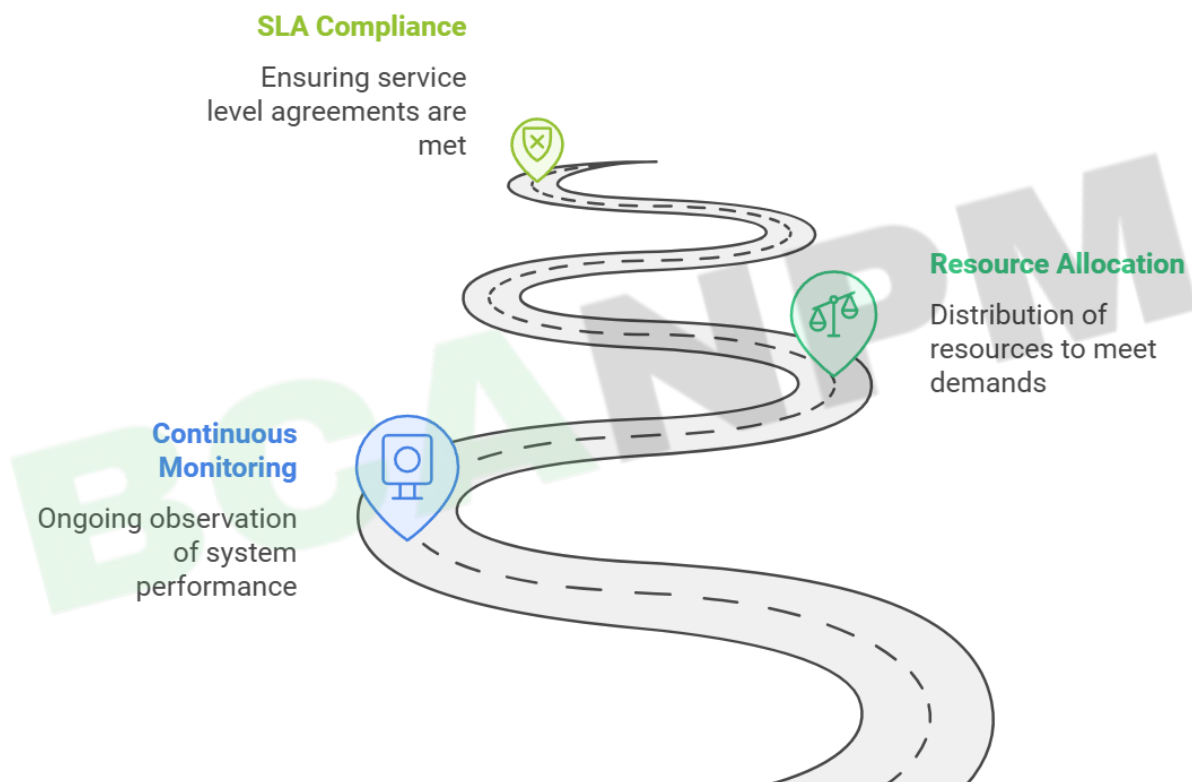 SLA Compliance
Ensuring service
level agreements are
met
Resource Allocation
Distribution of
resources to meet
demands
Continuous
Monitoring
Ongoing observation
of system
performance
BCANPM